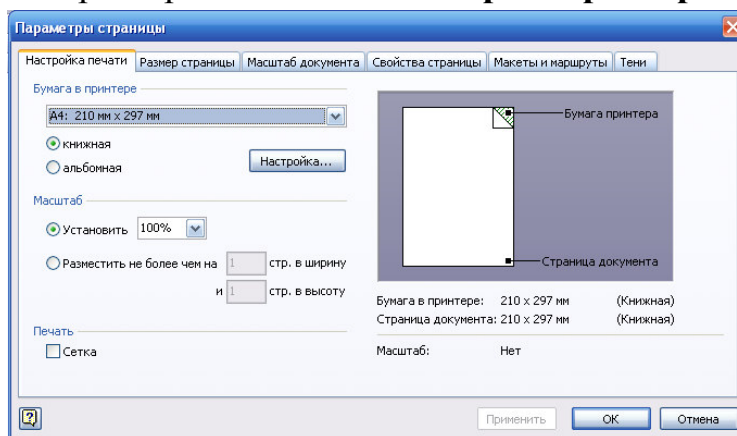 Параметры страницы
Настройка печати Размер страницы Масштаб документа Свойства страницы Макеты и маршруты Тени
Бумага в принтере
A4: 210 мм x 297 мм
книжная
альбомная
Настройка...
Масштаб
Установить 100%
Разместить не более чем на 1 стр. в ширину
и 1 стр. в высоту
Печать
Сетка
Бумага принтера
Страница документа
Бумага в принтере: 210 x 297 мм (Книжная)
Страница документа: 210 x 297 мм (Книжная)
Масштаб: Нет
Применить OK Отмена